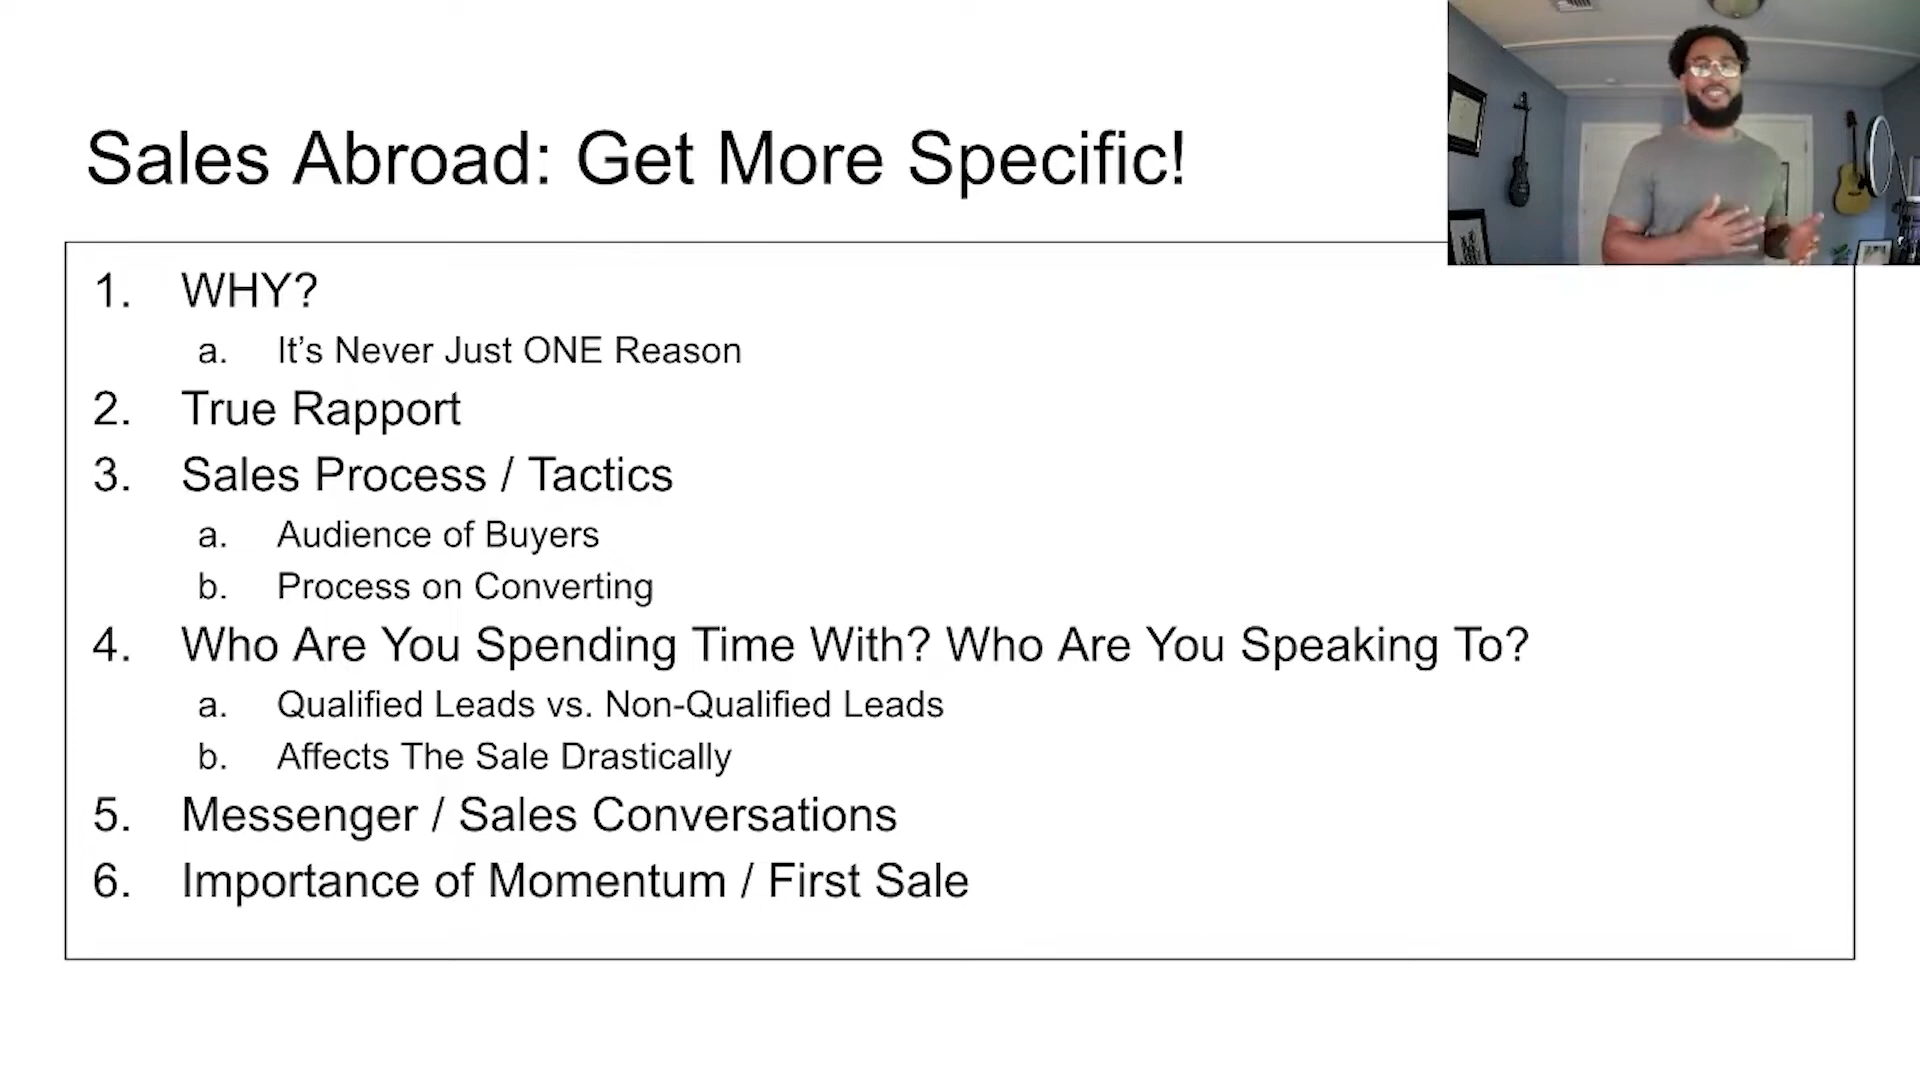 Sales Abroad: Get More Specific!
1. WHY?
a. It’s Never Just ONE Reason
2. True Rapport
3. Sales Process / Tactics
a. Audience of Buyers
b. Process on Converting
4. Who Are You Spending Time With? Who Are You Speaking To?
a. Qualified Leads vs. Non-Qualified Leads
b. Affects The Sale Drastically
5. Messenger / Sales Conversations
6. Importance of Momentum / First Sale